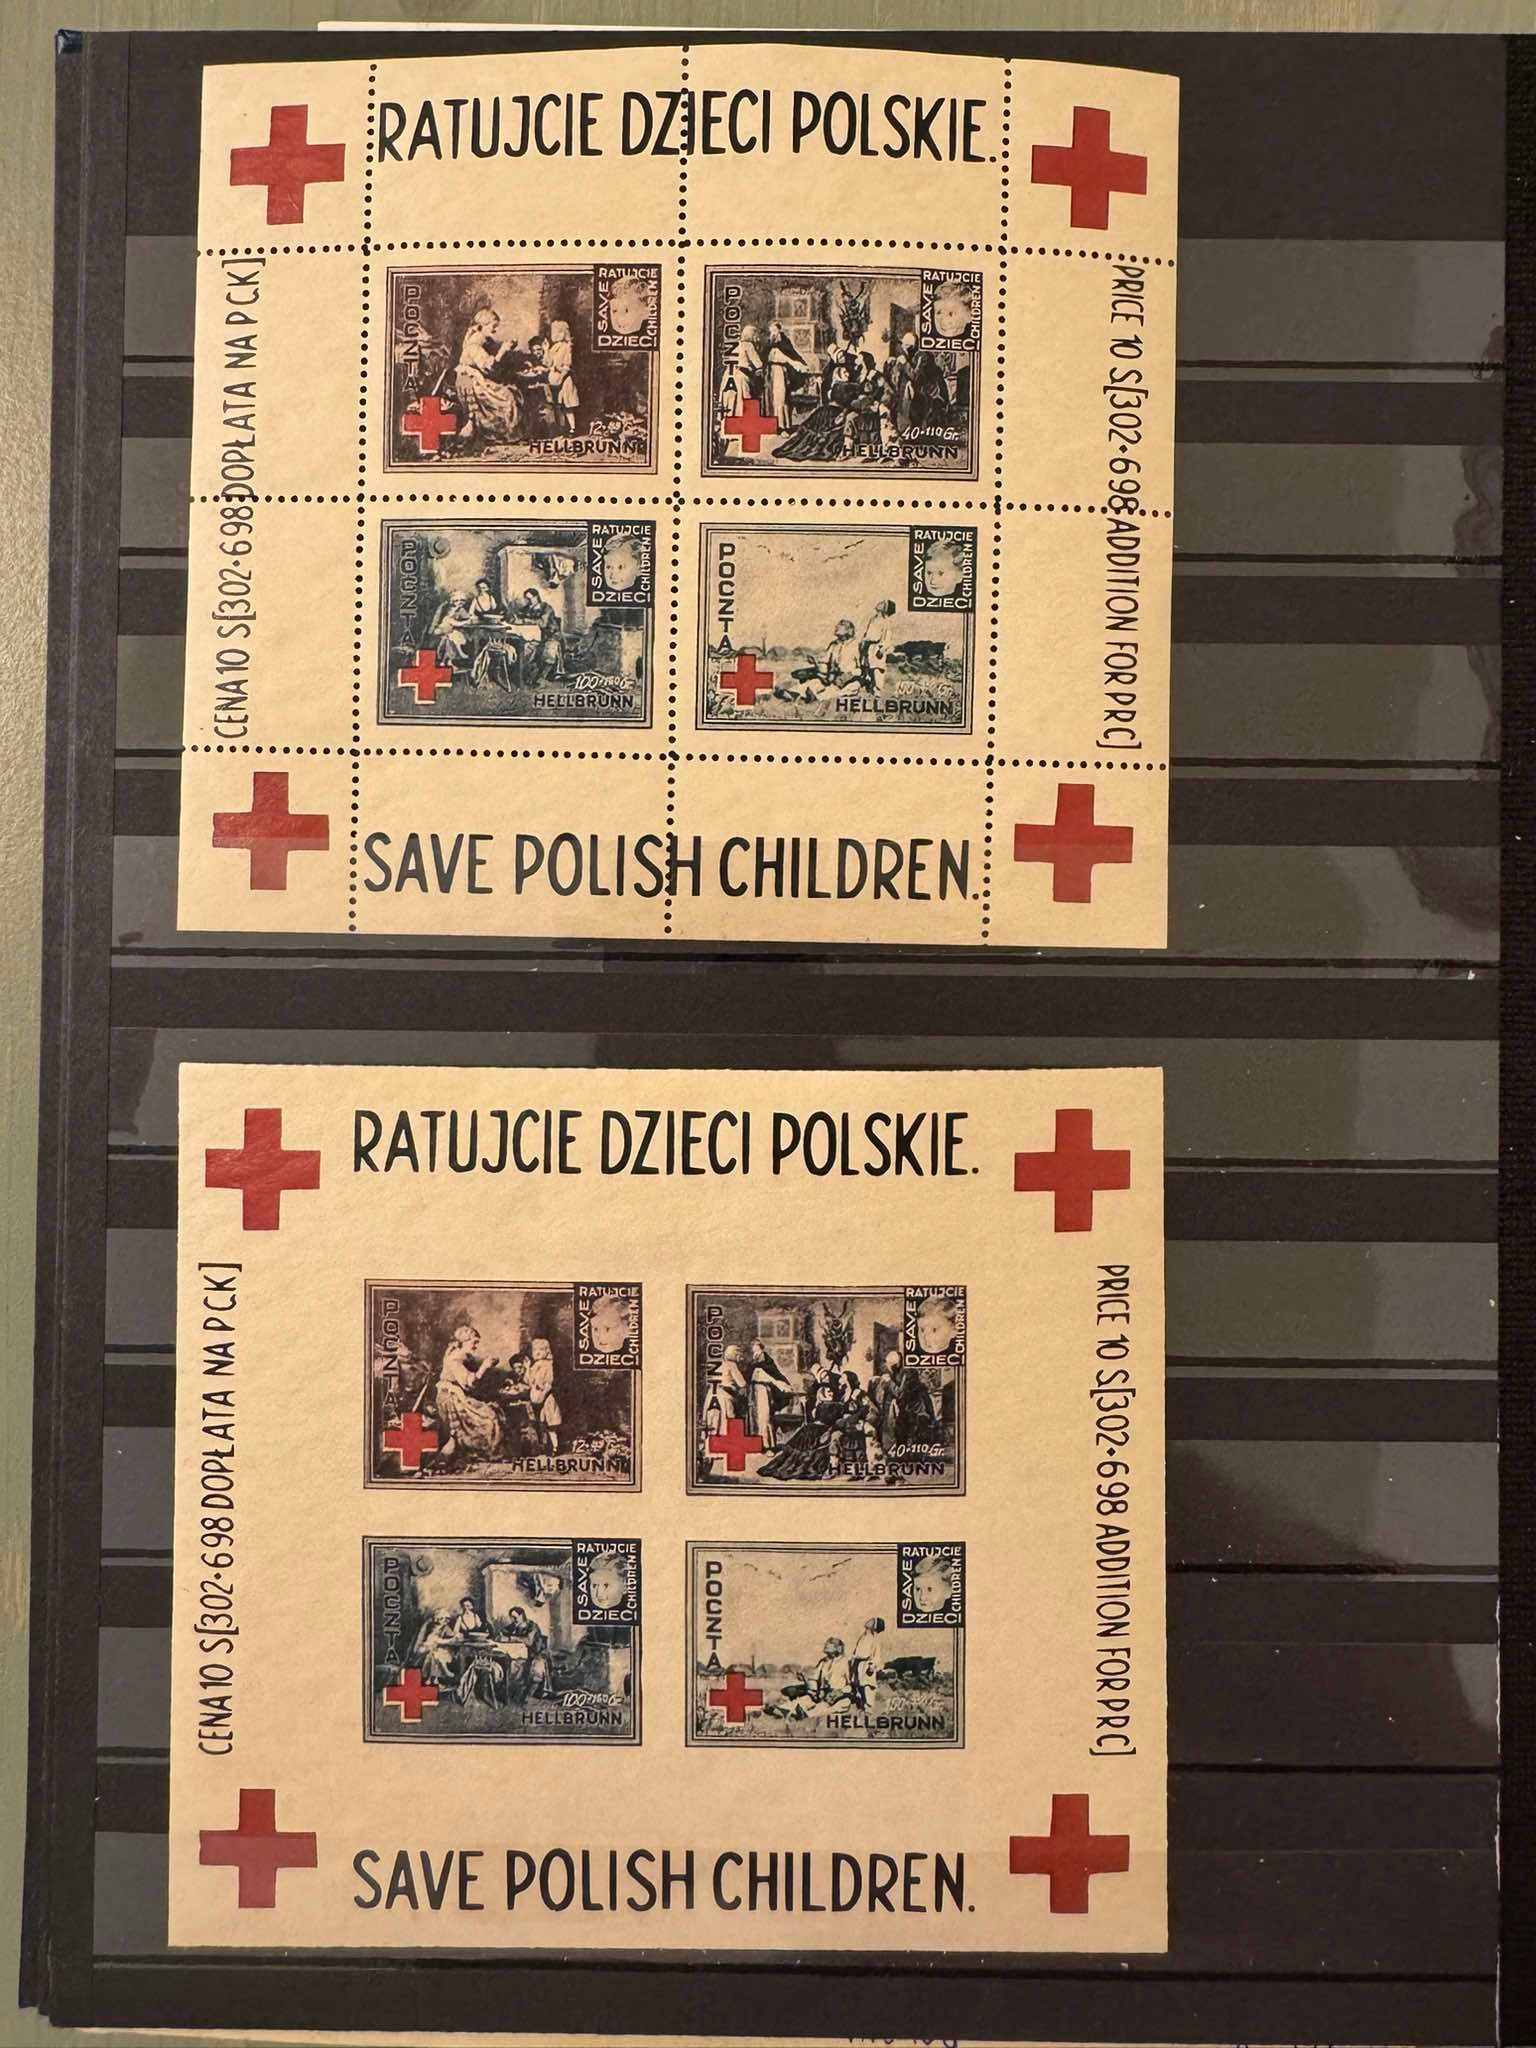 RATUJCIE DZIECI POLSKIE.
CENA 10 S[302·698 DOPŁATA NA P.C.K]
PRICE 10 S[302·698 ADDITION FOR PRC]
POCZTA
RATUJCIE
SAVE
CHILDREN
DZIECI
HELLBRUNN
POCZTA
RATUJCIE
SAVE
CHILDREN
DZIECI
40·110 Gr.
HELLBRUNN
POCZTA
RATUJCIE
SAVE
CHILDREN
DZIECI
HELLBRUNN
POCZTA
RATUJCIE
SAVE
CHILDREN
DZIECI
HELLBRUNN
SAVE POLISH CHILDREN.
RATUJCIE DZIECI POLSKIE.
CENA 10 S[302·698 DOPŁATA NA P.C.K]
PRICE 10 S[302·698 ADDITION FOR PRC]
POCZTA
RATUJCIE
SAVE
CHILDREN
DZIECI
HELLBRUNN
POCZTA
RATUJCIE
SAVE
CHILDREN
DZIECI
40·110 Gr.
HELLBRUNN
POCZTA
RATUJCIE
SAVE
CHILDREN
DZIECI
HELLBRUNN
POCZTA
RATUJCIE
SAVE
CHILDREN
DZIECI
HELLBRUNN
SAVE POLISH CHILDREN.